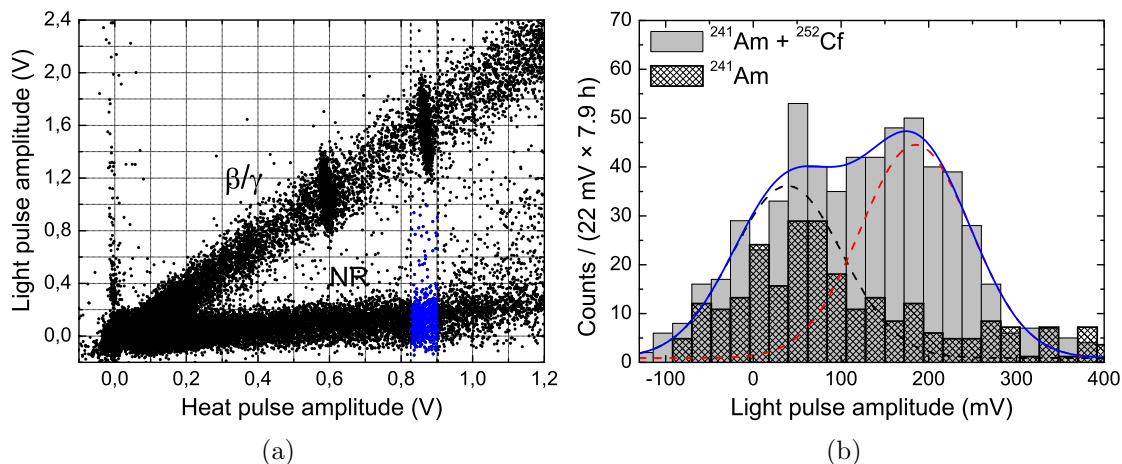 2,4
2,0
1,6
1,2
0,8
0,4
0,0
Light pulse amplitude (V)
β/γ
NR
0,0 0,2 0,4 0,6 0,8 1,0 1,2
Heat pulse amplitude (V)
(a)
70
60
50
40
30
20
10
0
Counts / (22 mV × 7.9 h)
²⁴¹Am + ²⁵²Cf
²⁴¹Am
-100 0 100 200 300 400
Light pulse amplitude (mV)
(b)